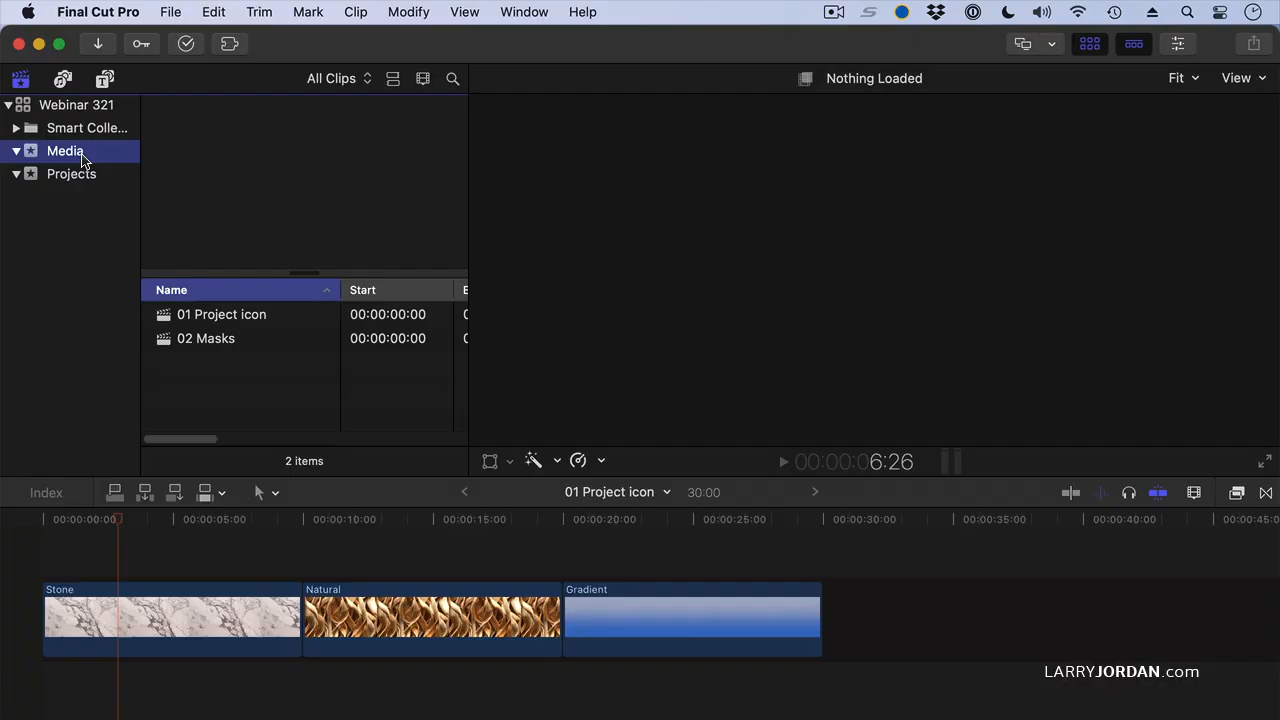 Final Cut Pro File Edit Trim Mark Clip Modify View Window Help
All Clips
Nothing Loaded
Fit
View
Webinar 321
Smart Colle...
Media
Projects
Name Start
01 Project icon 00:00:00:00
02 Masks 00:00:00:00
2 items
00:00:06:26
Index
01 Project icon
30:00
00:00:00:00 00:00:05:00 00:00:10:00 00:00:15:00 00:00:20:00 00:00:25:00 00:00:30:00 00:00:35:00 00:00:40:00 00:00:45:0
Stone
Natural
Gradient
LARRYJORDAN.com